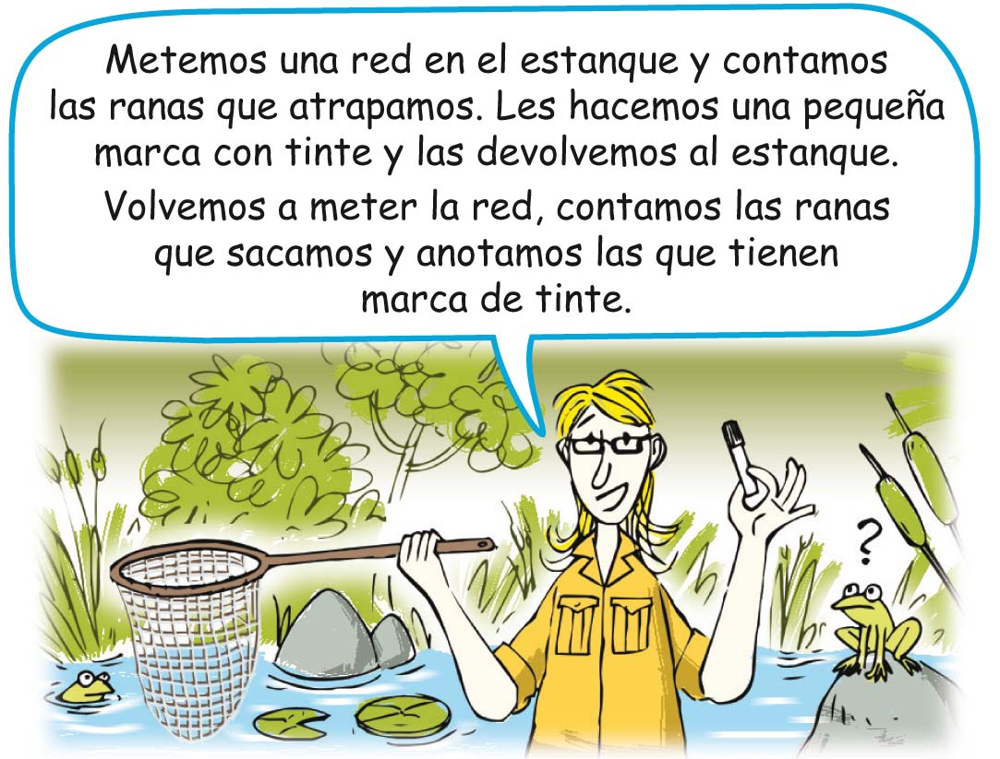 Metemos una red en el estanque y contamos
las ranas que atrapamos. Les hacemos una pequeña
marca con tinte y las devolvemos al estanque.
Volvemos a meter la red, contamos las ranas
que sacamos y anotamos las que tienen
marca de tinte.
?